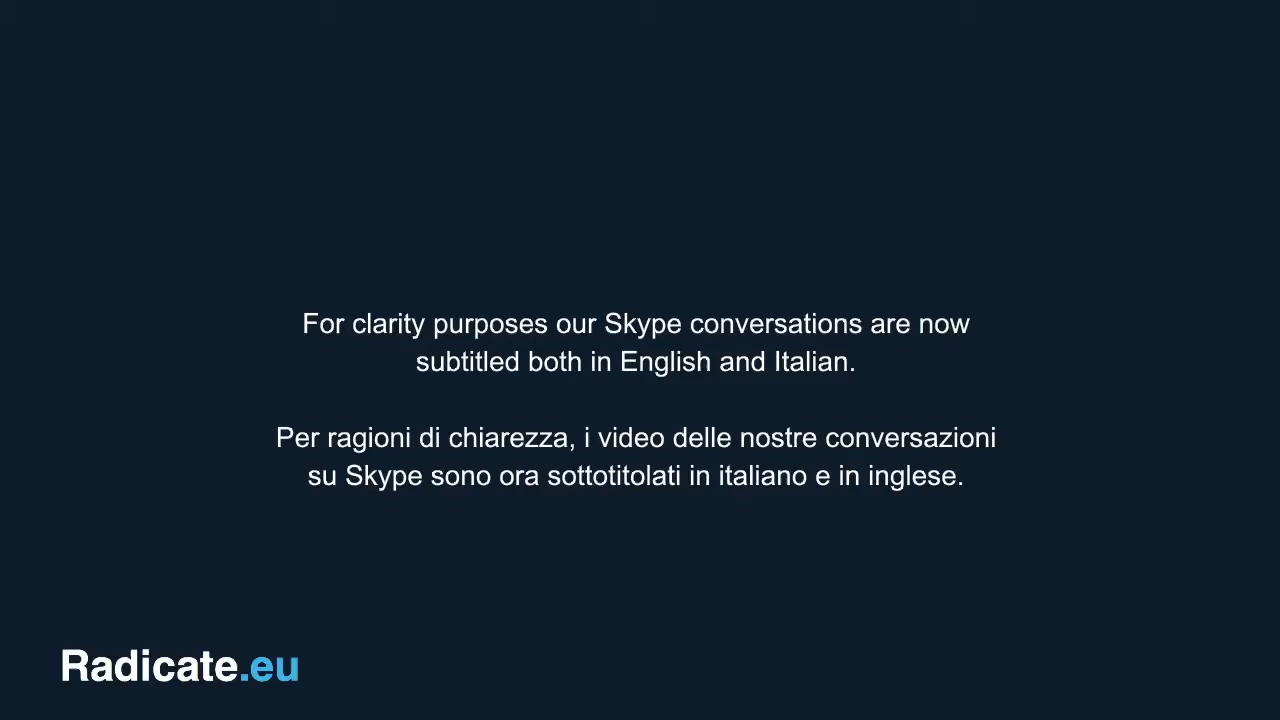 For clarity purposes our Skype conversations are now
subtitled both in English and Italian.
Per ragioni di chiarezza, i video delle nostre conversazioni
su Skype sono ora sottotitolati in italiano e in inglese.
Radicate.eu